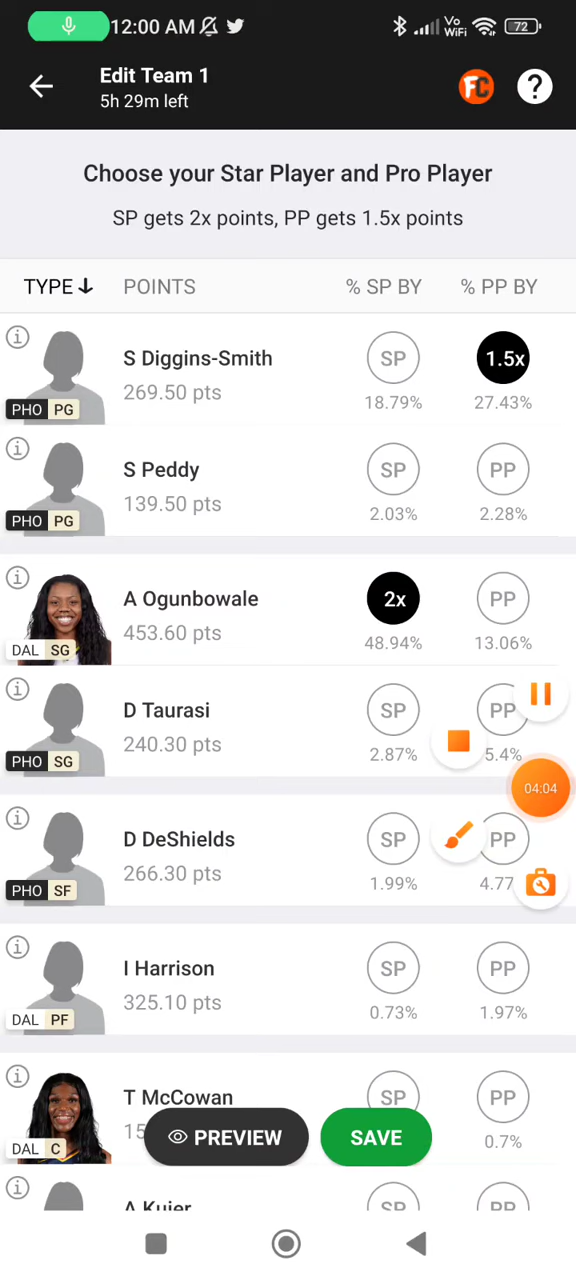 12:00 AM
Vo
WiFi
72
Edit Team 1
5h 29m left
FC
?
Choose your Star Player and Pro Player
SP gets 2x points, PP gets 1.5x points
TYPE POINTS % SP BY % PP BY
S Diggins-Smith
269.50 pts
PHO PG
SP
18.79%
1.5x
27.43%
S Peddy
139.50 pts
PHO PG
SP
2.03%
PP
2.28%
A Ogunbowale
453.60 pts
DAL SG
2x
48.94%
PP
13.06%
D Taurasi
240.30 pts
PHO SG
SP
2.87%
PP
5.4%
04:04
D DeShields
266.30 pts
PHO SF
SP
1.99%
PP
4.77
I Harrison
325.10 pts
DAL PF
SP
0.73%
PP
1.97%
T McCowan
15
DAL C
SP
PP
0.7%
PREVIEW
SAVE
A Kuier
SP
PP